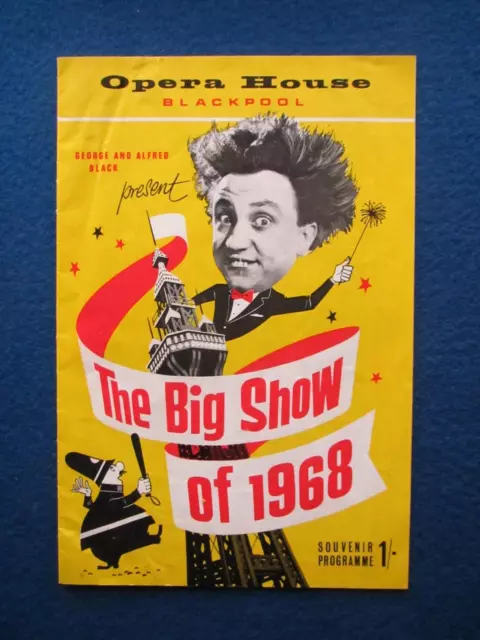 Opera House
BLACKPOOL
GEORGE AND ALFRED
BLACK
present
The Big Show
of 1968
SOUVENIR
PROGRAMME 1/-